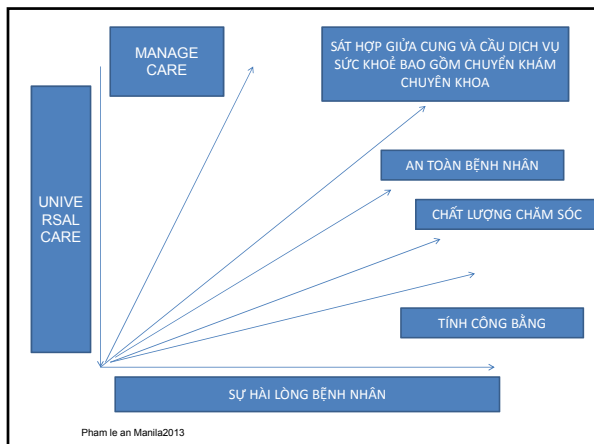 MANAGE
CARE
SÁT HỢP GIỬA CUNG VÀ CẦU DỊCH VỤ
SỨC KHOẺ BAO GỒM CHUYỂN KHÁM
CHUYÊN KHOA
UNIVE
RSAL
CARE
AN TOÀN BỆNH NHÂN
CHẤT LƯỢNG CHĂM SÓC
TÍNH CÔNG BẰNG
SỰ HÀI LÒNG BỆNH NHÂN
Pham le an Manila2013